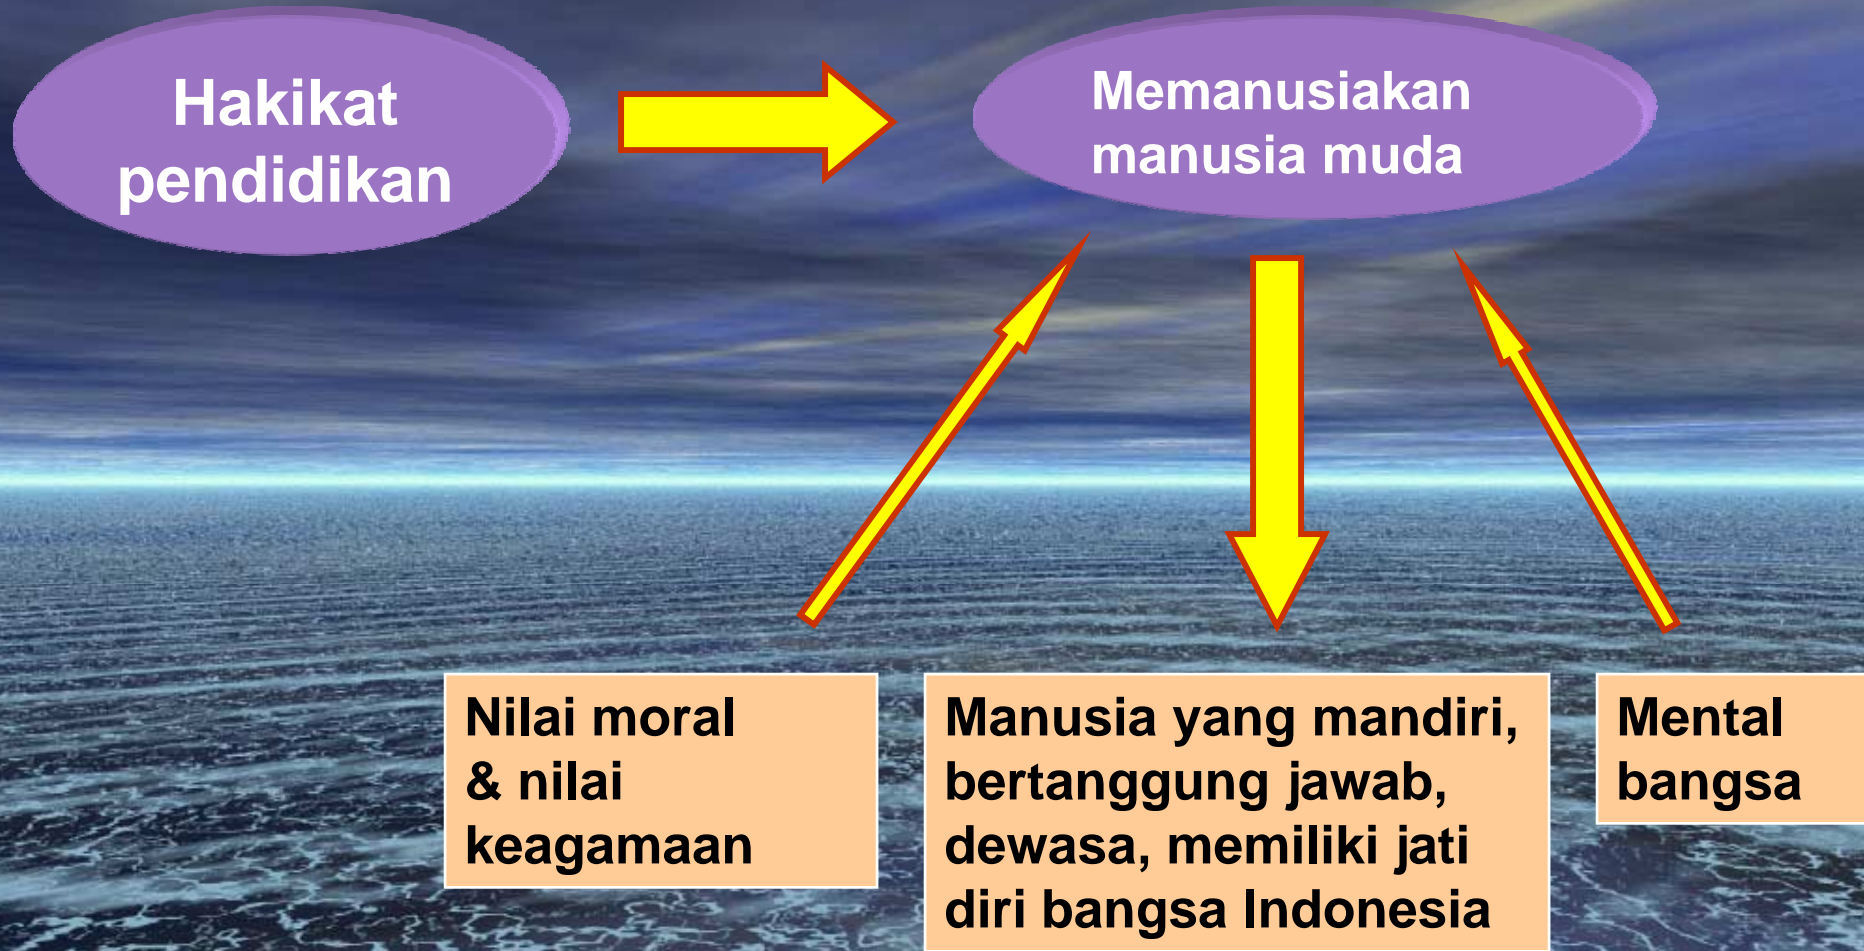 Hakikat
pendidikan
Memanusiakan
manusia muda
Nilai moral
& nilai
keagamaan
Manusia yang mandiri,
bertanggung jawab,
dewasa, memiliki jati
diri bangsa Indonesia
Mental
bangsa